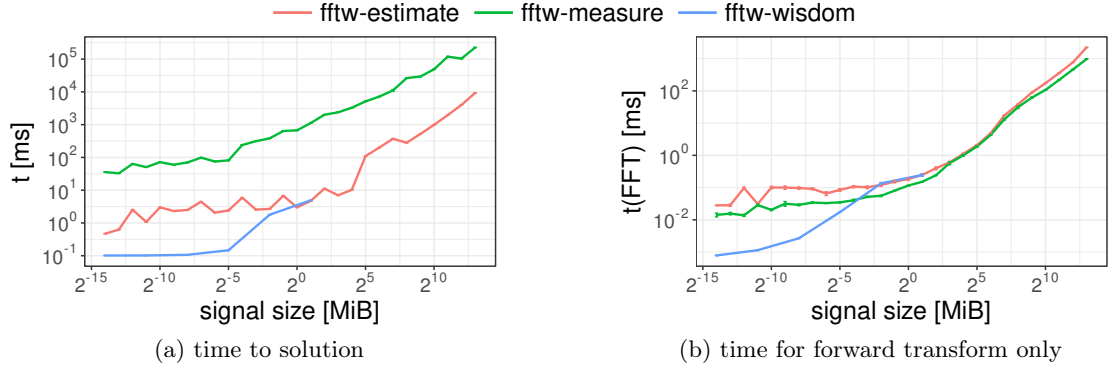 fftw-estimate fftw-measure fftw-wisdom
t [ms]
10^5
10^4
10^3
10^2
10^1
10^0
10^-1
2^-15 2^-10 2^-5 2^0 2^5 2^10
signal size [MiB]
(a) time to solution
t(FFT) [ms]
10^2
10^0
10^-2
2^-15 2^-10 2^-5 2^0 2^5 2^10
signal size [MiB]
(b) time for forward transform only